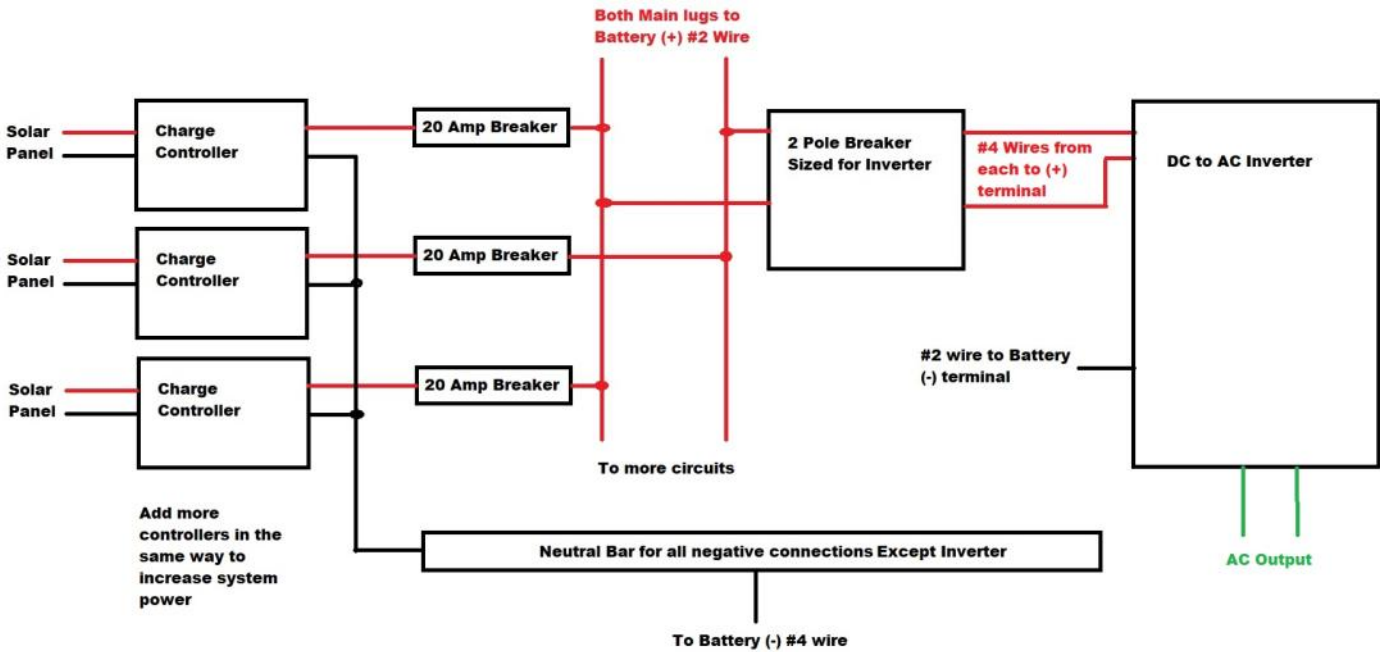 Both Main lugs to
Battery (+) #2 Wire
Solar
Panel
Charge
Controller
20 Amp Breaker
2 Pole Breaker
Sized for Inverter
#4 Wires from
each to (+)
terminal
DC to AC Inverter
Solar
Panel
Charge
Controller
20 Amp Breaker
#2 wire to Battery
(-) terminal
Solar
Panel
Charge
Controller
20 Amp Breaker
To more circuits
Add more
controllers in the
same way to
increase system
power
Neutral Bar for all negative connections Except Inverter
AC Output
To Battery (-) #4 wire